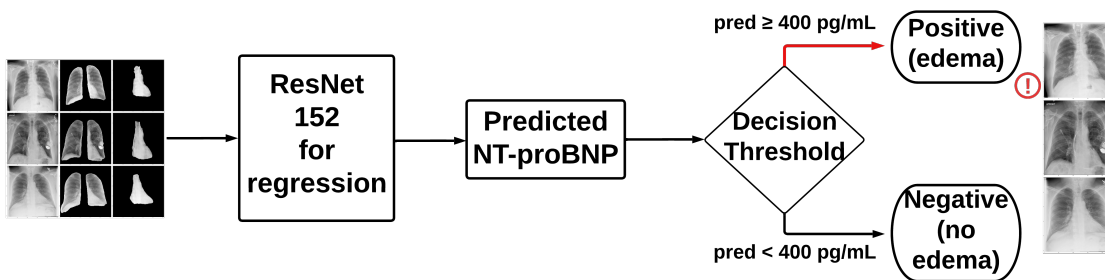 ResNet
152
for
regression
Predicted
NT-proBNP
Decision
Threshold
pred ≥ 400 pg/mL
Positive
(edema)
!
pred < 400 pg/mL
Negative
(no
edema)